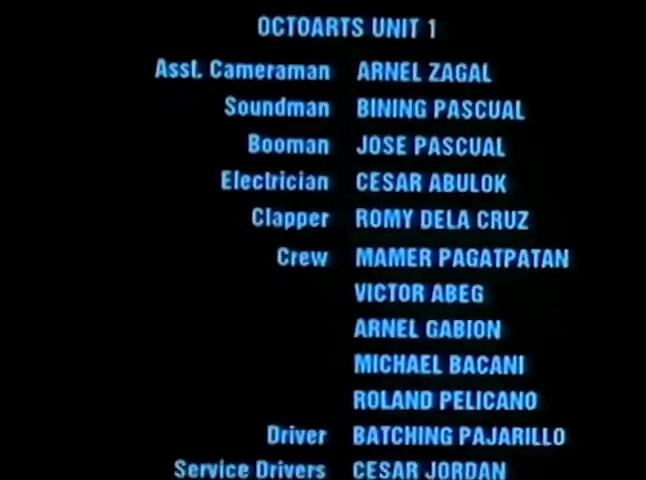 OCTOARTS UNIT 1
Asst. Cameraman ARNEL ZAGAL
Soundman BINING PASCUAL
Booman JOSE PASCUAL
Electrician CESAR ABULOK
Clapper ROMY DELA CRUZ
Crew MAMER PAGATPATAN
VICTOR ABEG
ARNEL GABION
MICHAEL BACANI
ROLAND PELICANO
Driver BATCHING PAJARILLO
Service Drivers CESAR JORDAN